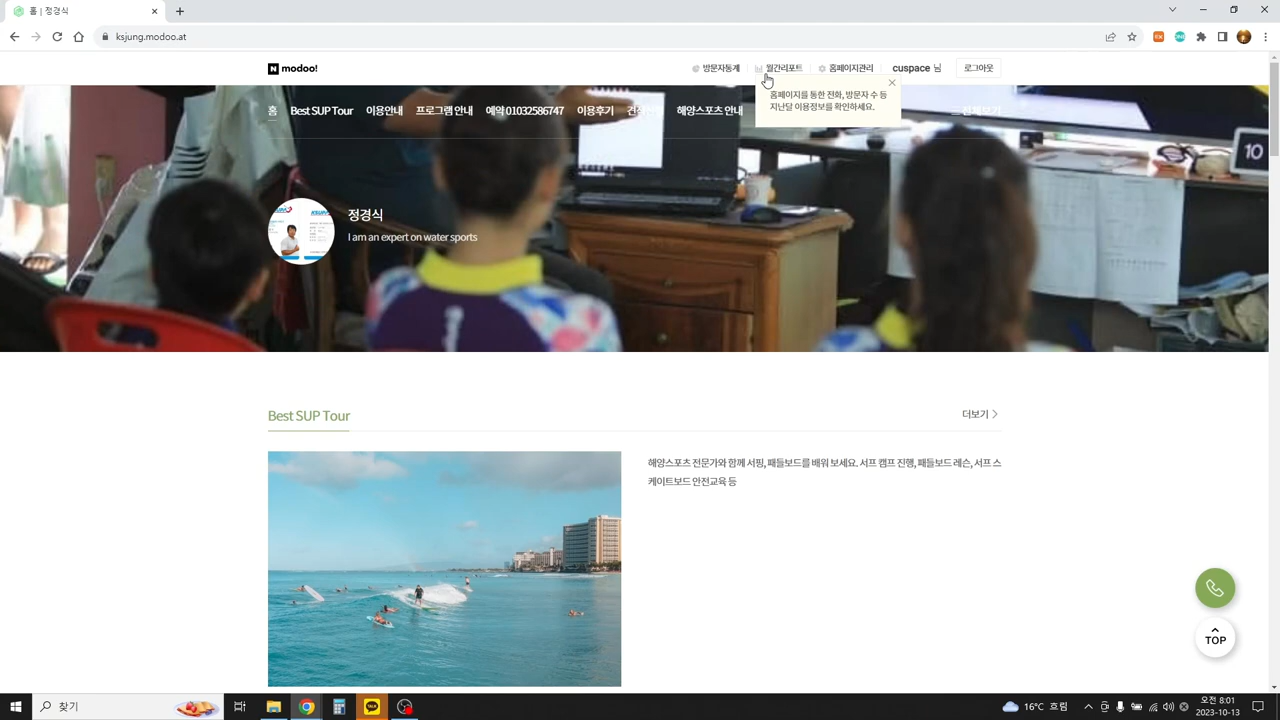 홈 | 정경식
ksjung.modoo.at
N modoo!
방문자통계 월간리포트 홈페이지관리 cuspace 님 로그아웃
홈페이지를 통한 전화, 방문자 수 등
지난달 이용정보를 확인하세요.
홈 Best SUP Tour 이용안내 프로그램 안내 예약 01032586747 이용후기 해양스포츠 안내 전체보기
10
정경식
I am an expert on water sports
Best SUP Tour
더보기
해양스포츠 전문가와 함께 서핑, 패들보드를 배워 보세요. 서프 캠프 진행, 패들보드 레슨, 서프 스
케이트보드 안전교육 등
TOP
찾기
TALK
16°C 흐림
오전 8:01
2023-10-13